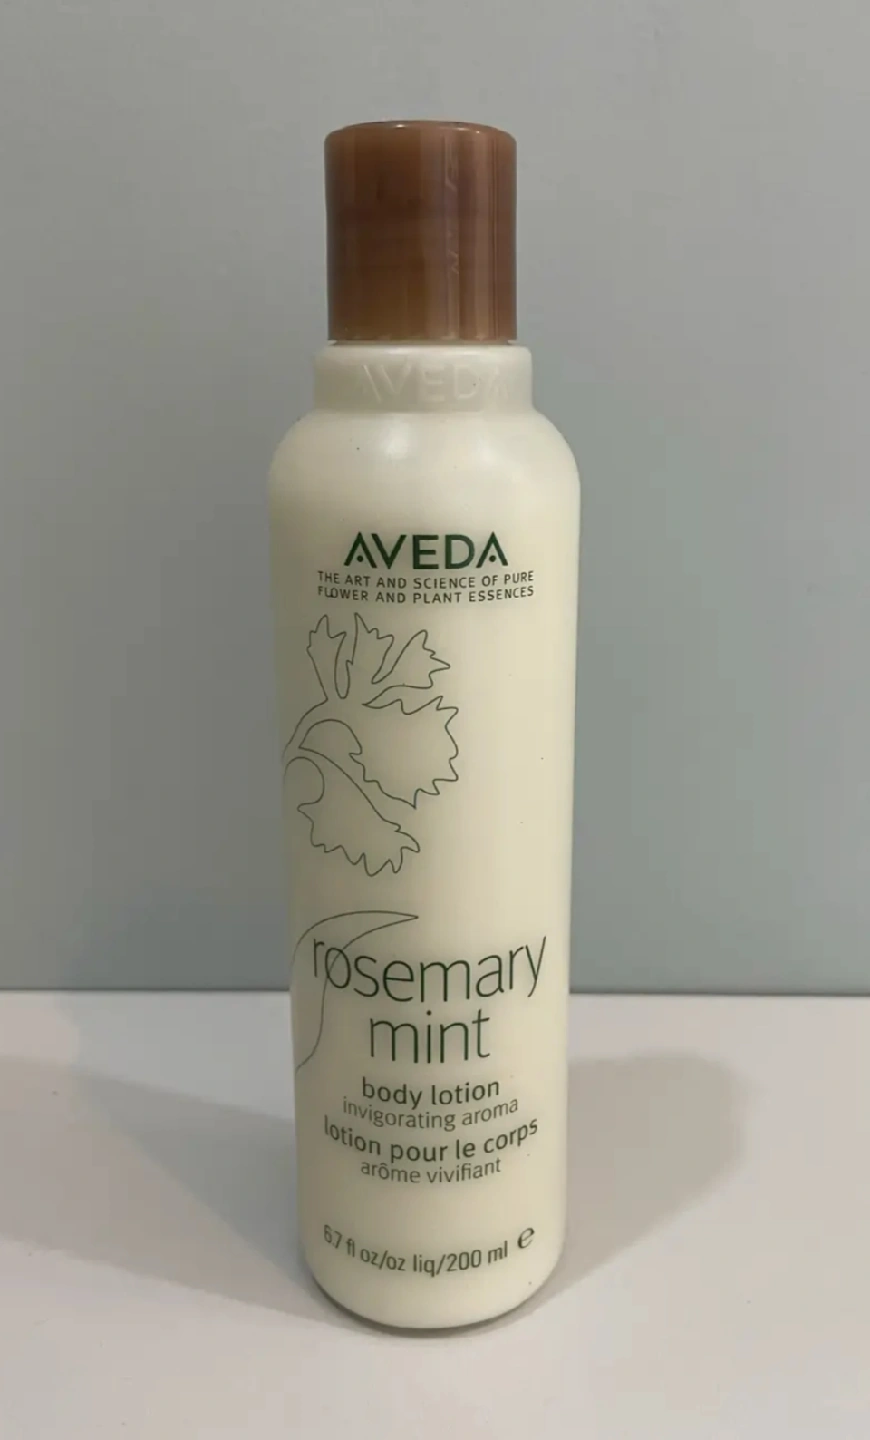 AVEDA
AVEDA
THE ART AND SCIENCE OF PURE
FLOWER AND PLANT ESSENCES
rosemary
mint
body lotion
invigorating aroma
lotion pour le corps
arôme vivifiant
6.7 fl oz/oz liq/200 ml ℮